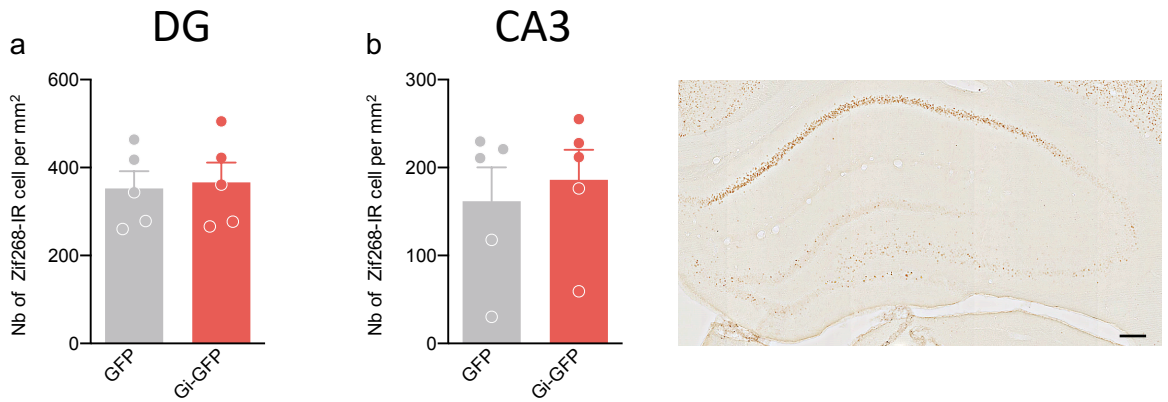 a
DG
Nb of Zif268-IR cell per mm²
600
400
200
0
GFP
Gi-GFP
b
CA3
Nb of Zif268-IR cell per mm²
300
200
100
0
GFP
Gi-GFP